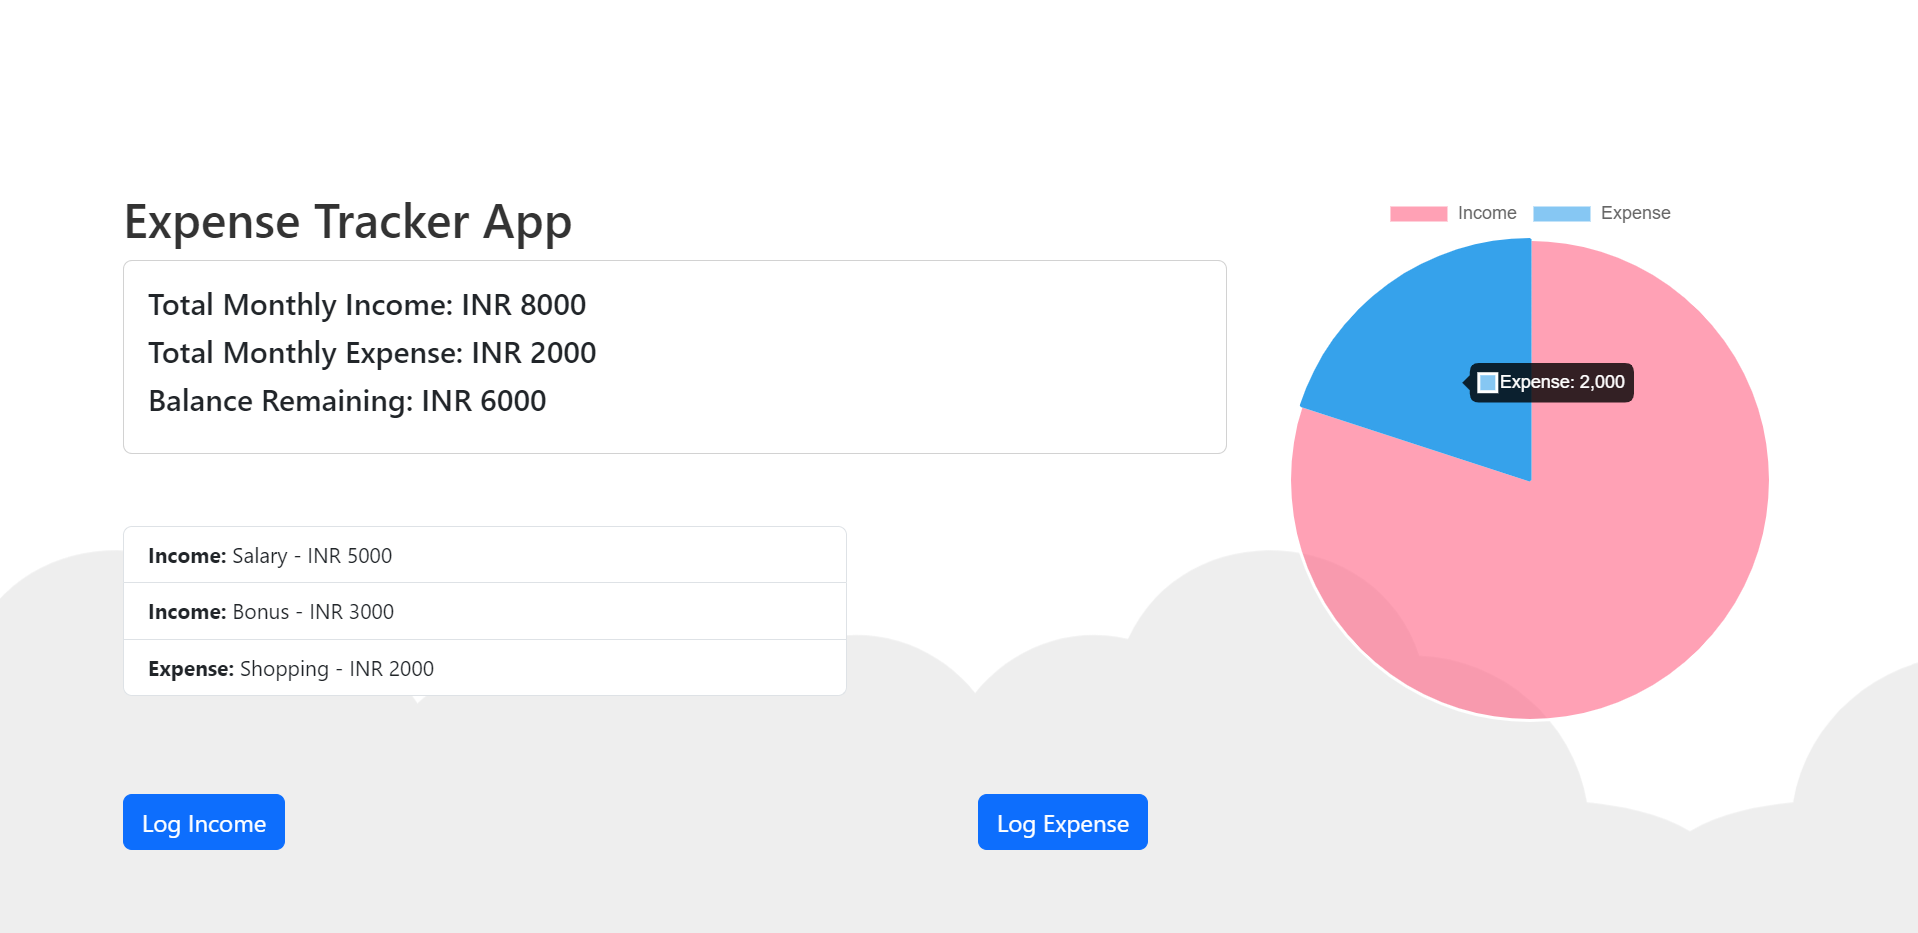 Expense Tracker App
Total Monthly Income: INR 8000
Total Monthly Expense: INR 2000
Balance Remaining: INR 6000
Income: Salary - INR 5000
Income: Bonus - INR 3000
Expense: Shopping - INR 2000
Log Income
Log Expense
Income
Expense
Expense: 2,000